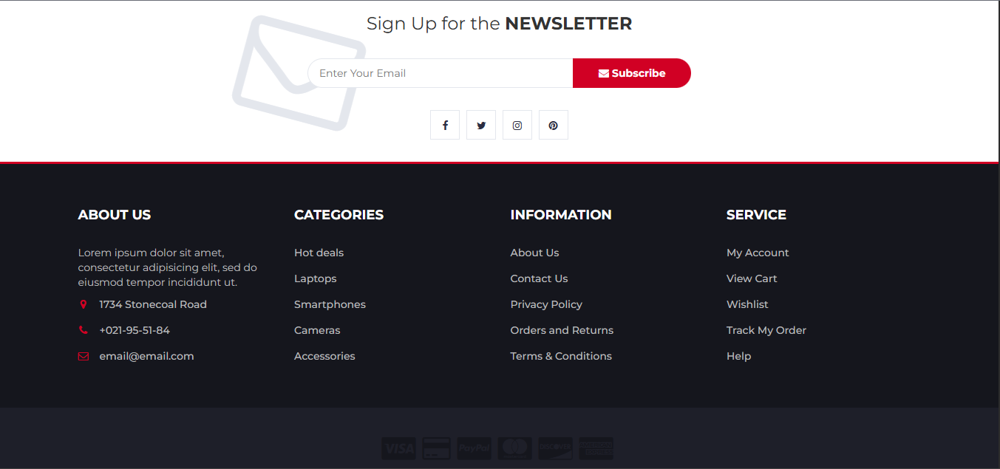 Sign Up for the NEWSLETTER
Enter Your Email
Subscribe
ABOUT US
Lorem ipsum dolor sit amet,
consectetur adipisicing elit, sed do
eiusmod tempor incididunt ut.
1734 Stonecoal Road
+021-95-51-84
email@email.com
CATEGORIES
Hot deals
Laptops
Smartphones
Cameras
Accessories
INFORMATION
About Us
Contact Us
Privacy Policy
Orders and Returns
Terms & Conditions
SERVICE
My Account
View Cart
Wishlist
Track My Order
Help
VISA PayPal DISCOVER AMERICAN
EXPRESS